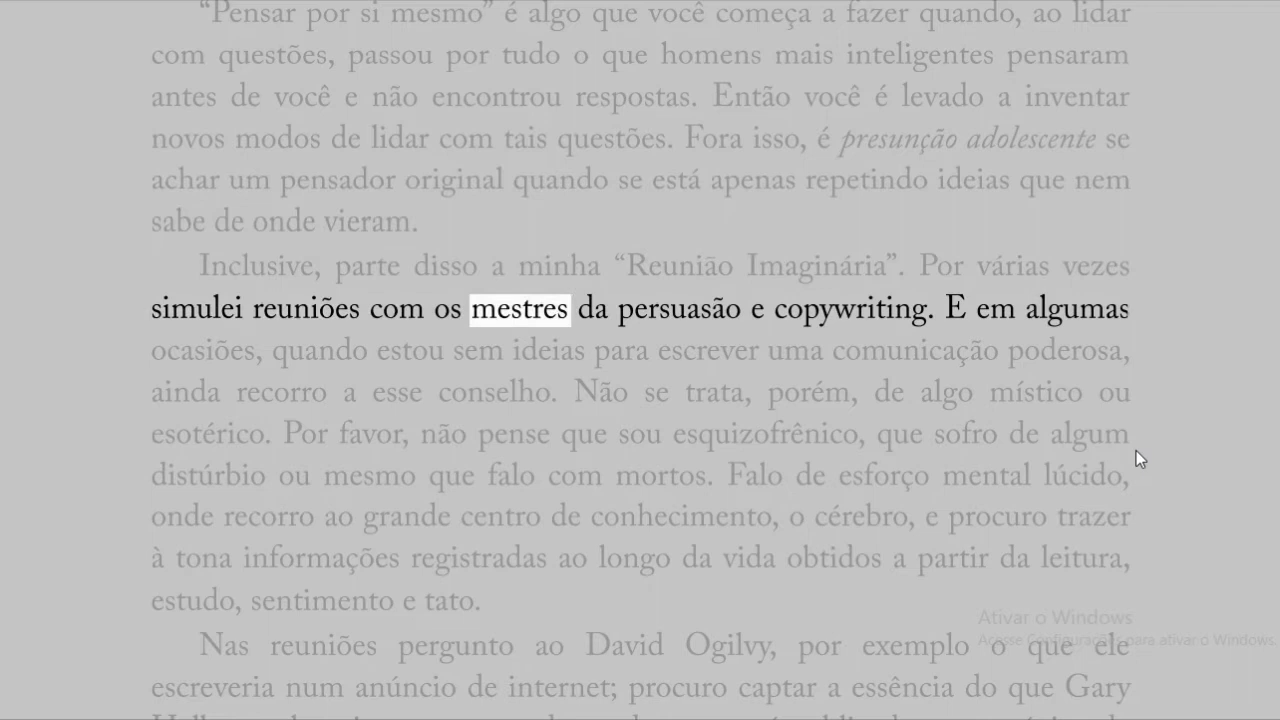 “Pensar por si mesmo” é algo que você começa a fazer quando, ao lidar
com questões, passou por tudo o que homens mais inteligentes pensaram
antes de você e não encontrou respostas. Então você é levado a inventar
novos modos de lidar com tais questões. Fora isso, é presunção adolescente se
achar um pensador original quando se está apenas repetindo ideias que nem
sabe de onde vieram.
Inclusive, parte disso a minha “Reunião Imaginária”. Por várias vezes
simulei reuniões com os mestres da persuasão e copywriting. E em algumas
ocasiões, quando estou sem ideias para escrever uma comunicação poderosa,
ainda recorro a esse conselho. Não se trata, porém, de algo místico ou
esotérico. Por favor, não pense que sou esquizofrênico, que sofro de algum
distúrbio ou mesmo que falo com mortos. Falo de esforço mental lúcido,
onde recorro ao grande centro de conhecimento, o cérebro, e procuro trazer
à tona informações registradas ao longo da vida obtidos a partir da leitura,
estudo, sentimento e tato.
Ativar o Windows
Acesse Configurações para ativar o Windows.
Nas reuniões pergunto ao David Ogilvy, por exemplo o que ele
escreveria num anúncio de internet; procuro captar a essência do que Gary